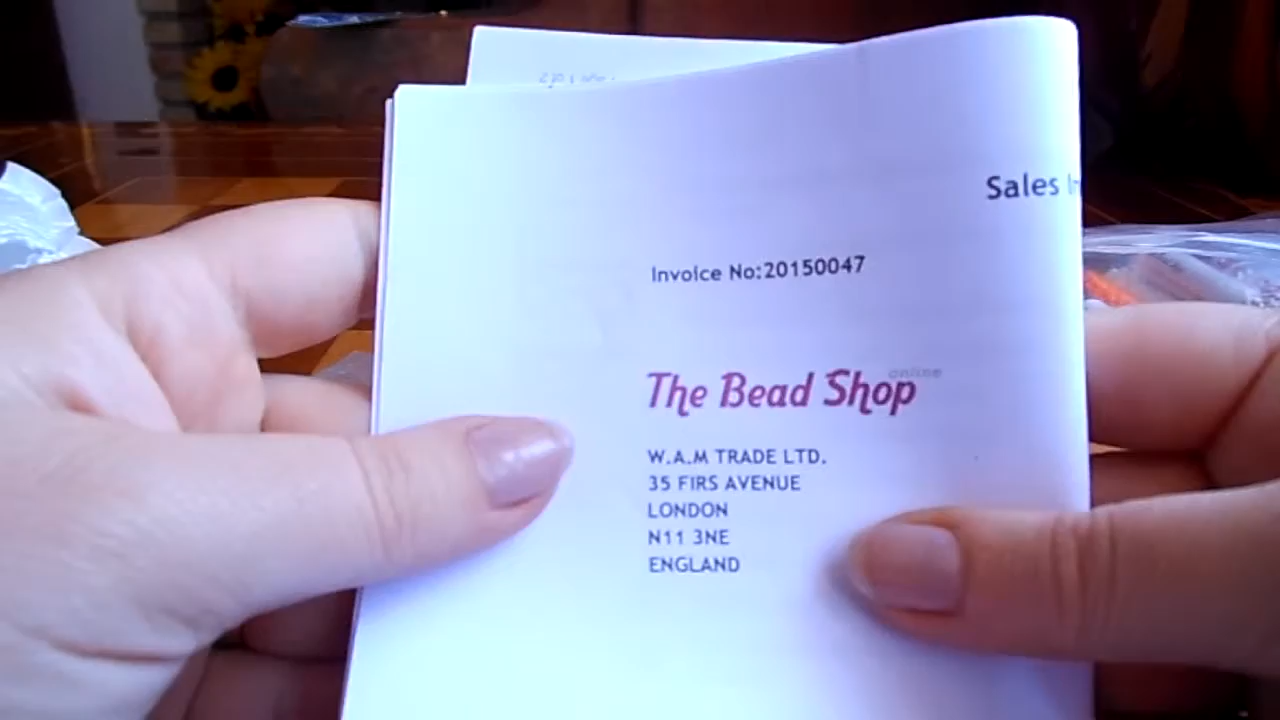 Sales
Invoice No:20150047
The Bead Shop online
W.A.M TRADE LTD.
35 FIRS AVENUE
LONDON
N11 3NE
ENGLAND